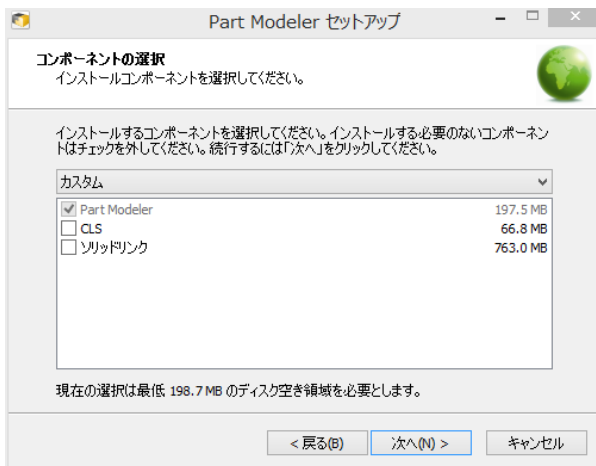 Part Modeler セットアップ
コンポーネントの選択
インストールコンポーネントを選択してください。
インストールするコンポーネントを選択してください。インストールする必要のないコンポーネン
トはチェックを外してください。続行するには「次へ」をクリックしてください。
カスタム
Part Modeler 197.5 MB
CLS 66.8 MB
ソリッドリンク 763.0 MB
現在の選択は最低 198.7 MB のディスク空き領域を必要とします。
< 戻る(B) 次へ(N) > キャンセル